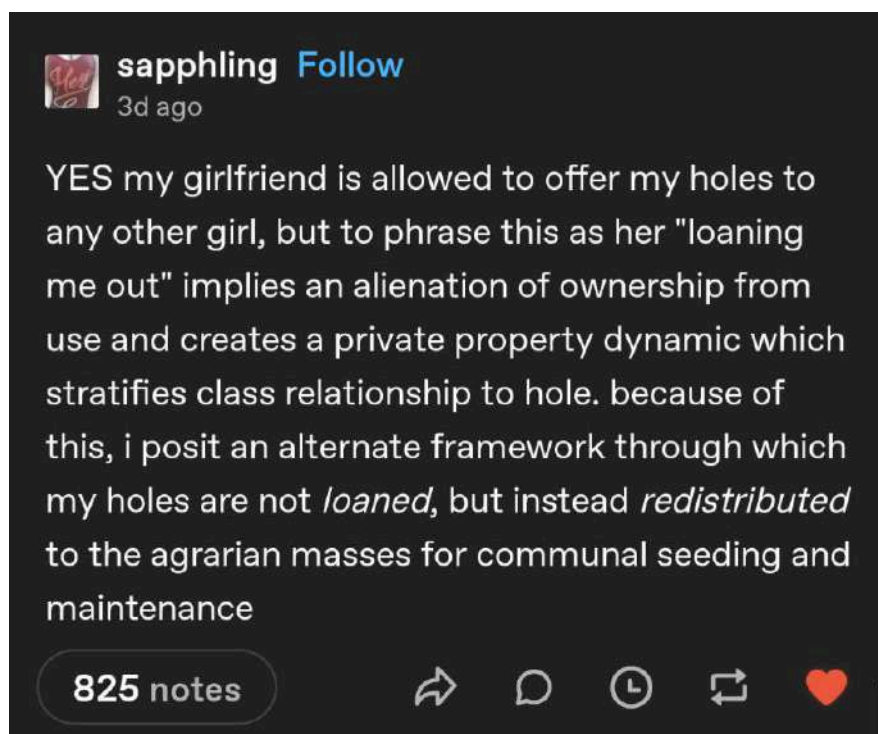 sapphling Follow
3d ago
YES my girlfriend is allowed to offer my holes to
any other girl, but to phrase this as her "loaning
me out" implies an alienation of ownership from
use and creates a private property dynamic which
stratifies class relationship to hole. because of
this, i posit an alternate framework through which
my holes are not loaned, but instead redistributed
to the agrarian masses for communal seeding and
maintenance
825 notes